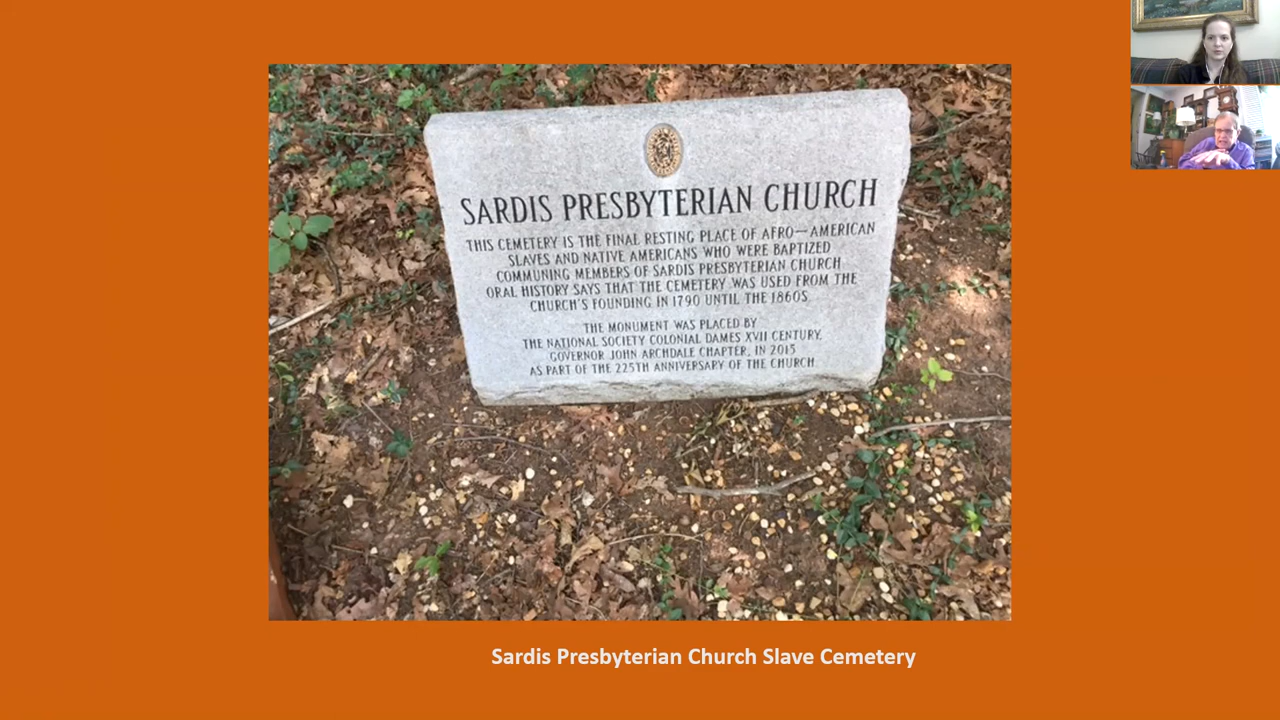 SARDIS PRESBYTERIAN CHURCH
THIS CEMETERY IS THE FINAL RESTING PLACE OF AFRO—AMERICAN
SLAVES AND NATIVE AMERICANS WHO WERE BAPTIZED
COMMUNING MEMBERS OF SARDIS PRESBYTERIAN CHURCH
ORAL HISTORY SAYS THAT THE CEMETERY WAS USED FROM THE
CHURCH'S FOUNDING IN 1790 UNTIL THE 1860S.
THE MONUMENT WAS PLACED BY
THE NATIONAL SOCIETY COLONIAL DAMES XVII CENTURY,
GOVERNOR JOHN ARCHDALE CHAPTER, IN 2015
AS PART OF THE 225TH ANNIVERSARY OF THE CHURCH
Sardis Presbyterian Church Slave Cemetery